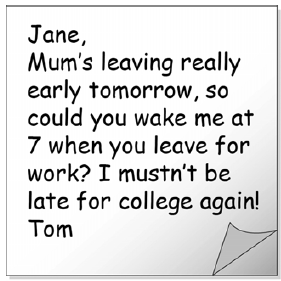 Jane,
Mum's leaving really
early tomorrow, so
could you wake me at
7 when you leave for
work? I mustn't be
late for college again!
Tom